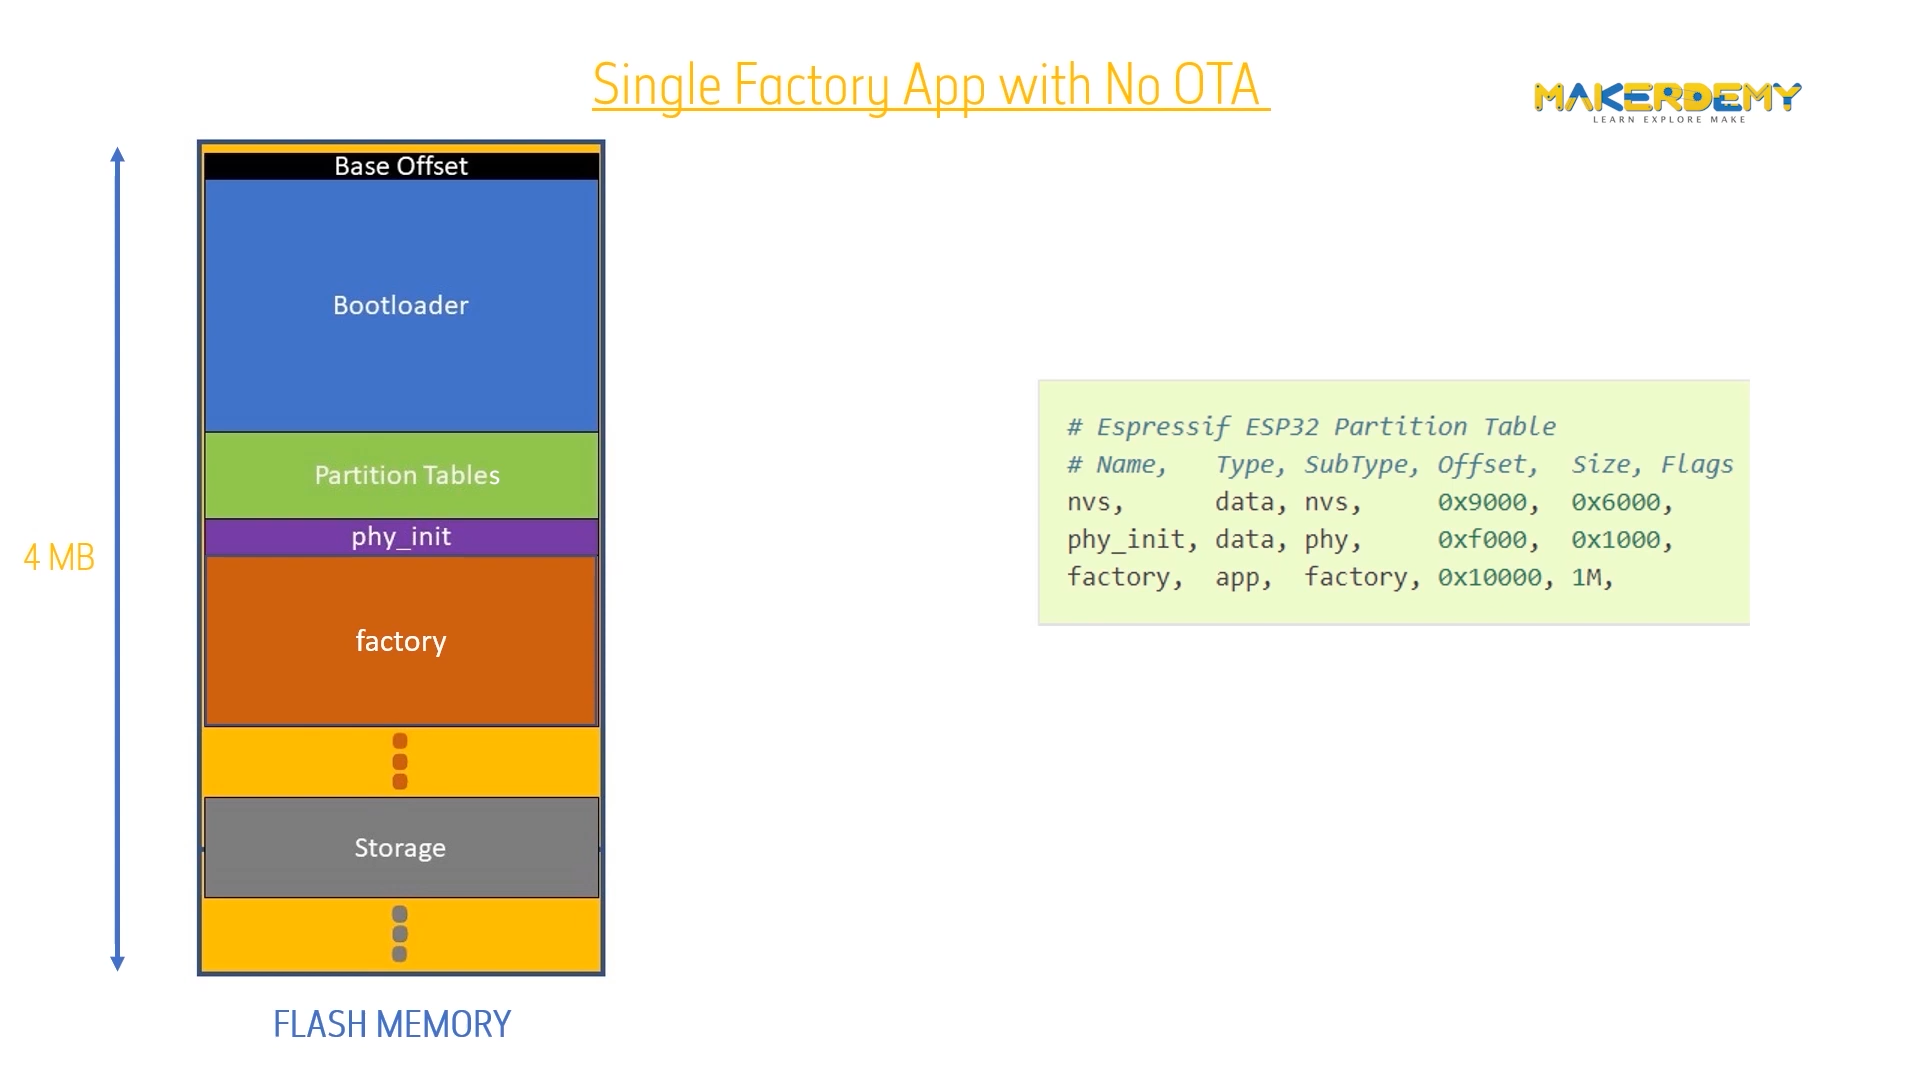 Single Factory App with No OTA
MAKERDEMY
LEARN EXPLORE MAKE
Base Offset
Bootloader
Partition Tables
phy_init
factory
Storage
4 MB
FLASH MEMORY
# Espressif ESP32 Partition Table
# Name,   Type, SubType, Offset,  Size, Flags
nvs,      data, nvs,     0x9000,  0x6000,
phy_init, data, phy,     0xf000,  0x1000,
factory,  app,  factory, 0x10000, 1M,